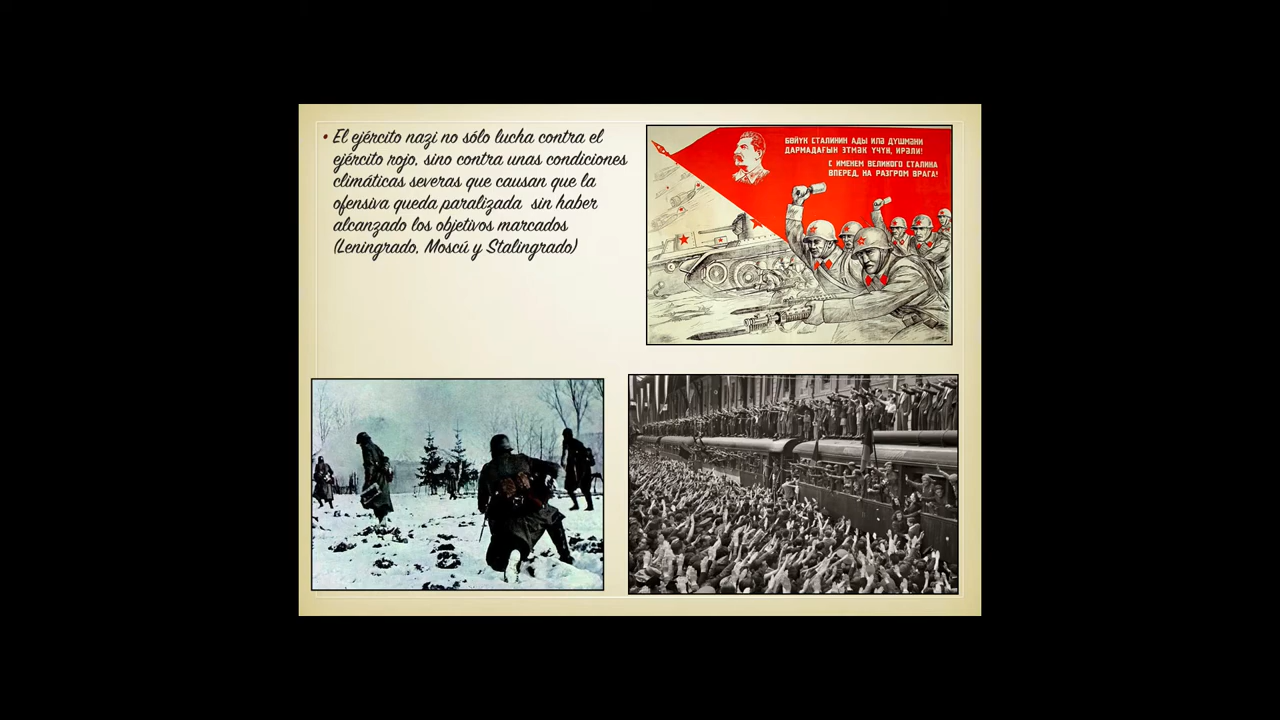 • El ejército nazi no sólo lucha contra el
ejército rojo, sino contra unas condiciones
climáticas severas que causan que la
ofensiva queda paralizada sin haber
alcanzado los objetivos marcados
(Leningrado, Moscú y Stalingrado)
БѲЈҮК СТАЛИНИН АДЫ ИЛӘ ДУШМӘНИ
ДАРМАДАҒЫН ЭТМӘК ҮЧҮН, ИРӘЛИ!
С ИМЕНЕМ ВЕЛИКОГО СТАЛИНА
ВПЕРЕД, НА РАЗГРОМ ВРАГА!